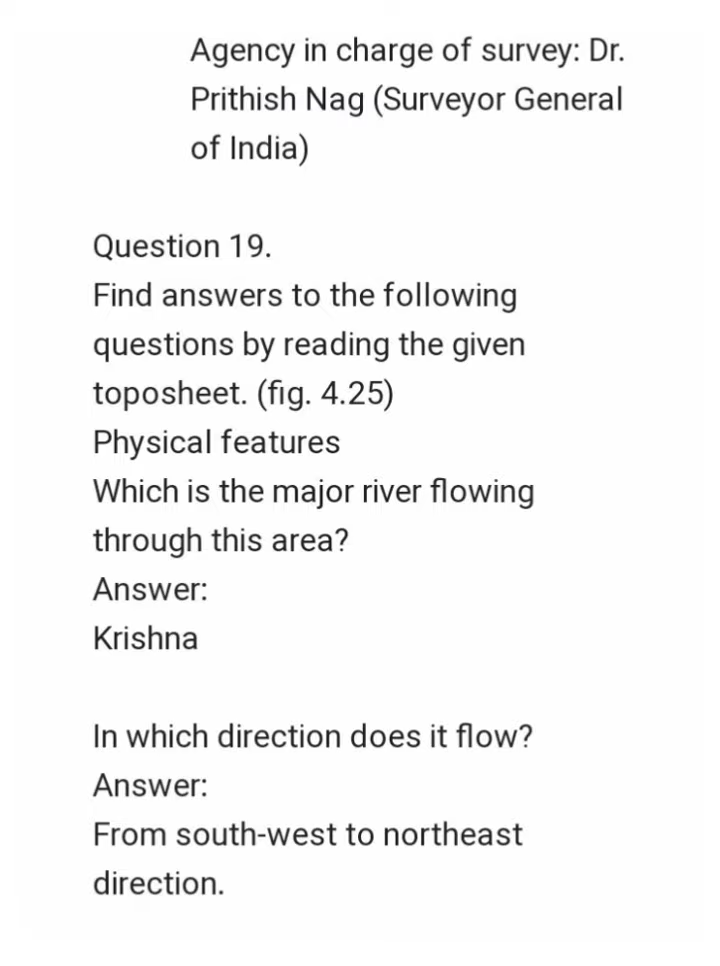 Agency in charge of survey: Dr.
Prithish Nag (Surveyor General
of India)
Question 19.
Find answers to the following
questions by reading the given
toposheet. (fig. 4.25)
Physical features
Which is the major river flowing
through this area?
Answer:
Krishna
In which direction does it flow?
Answer:
From south-west to northeast
direction.